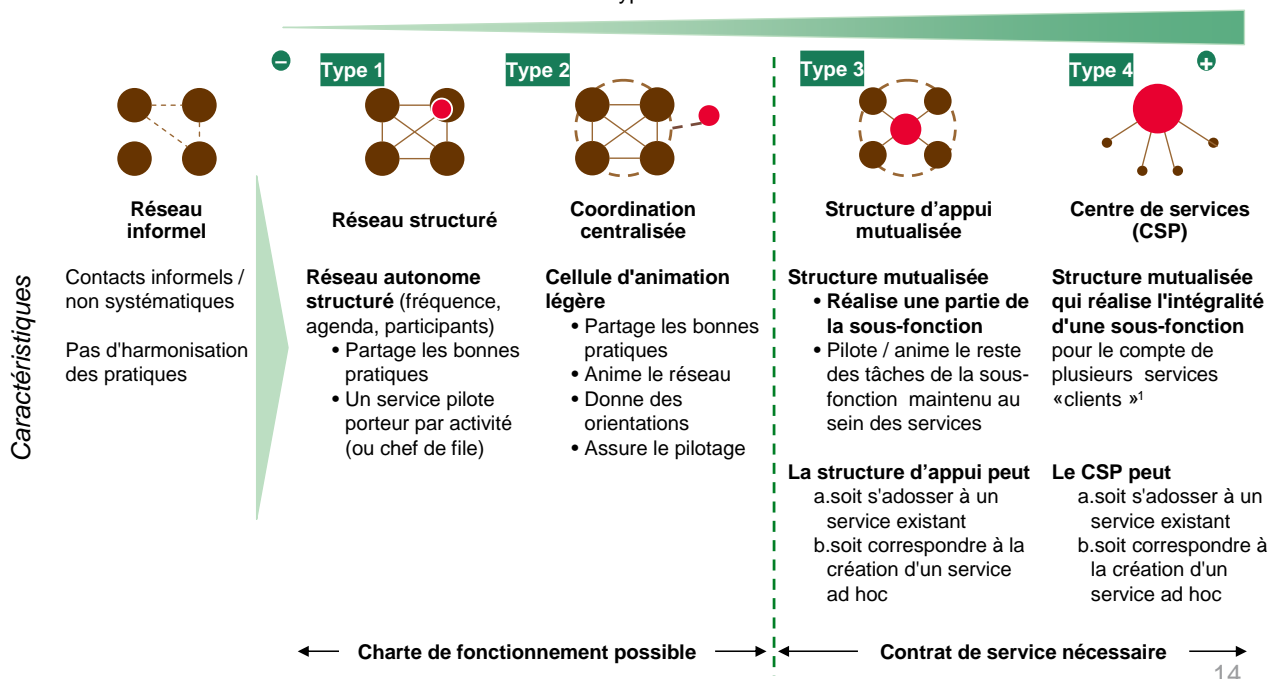 –
+
Type 1
Type 2
Type 3
Type 4
Réseau
informel
Réseau structuré
Coordination
centralisée
Structure d'appui
mutualisée
Centre de services
(CSP)
Caractéristiques
Contacts informels /
non systématiques
Pas d'harmonisation
des pratiques
Réseau autonome
structuré (fréquence,
agenda, participants)
• Partage les bonnes
pratiques
• Un service pilote
porteur par activité
(ou chef de file)
Cellule d'animation
légère
• Partage les bonnes
pratiques
• Anime le réseau
• Donne des
orientations
• Assure le pilotage
Structure mutualisée
• Réalise une partie de
la sous-fonction
• Pilote / anime le reste
des tâches de la sous-
fonction maintenu au
sein des services
La structure d'appui peut
a.soit s'adosser à un
service existant
b.soit correspondre à la
création d'un service
ad hoc
Structure mutualisée
qui réalise l'intégralité
d'une sous-fonction
pour le compte de
plusieurs services
«clients »¹
Le CSP peut
a.soit s'adosser à un
service existant
b.soit correspondre à
la création d'un
service ad hoc
Charte de fonctionnement possible
Contrat de service nécessaire
14